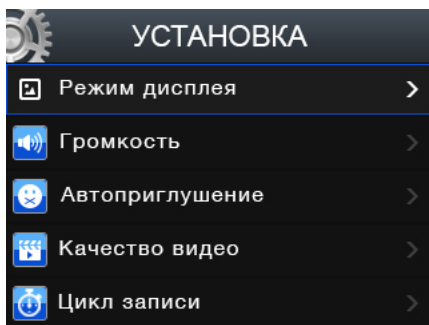 УСТАНОВКА
Режим дисплея
Громкость
Автоприглушение
Качество видео
Цикл записи